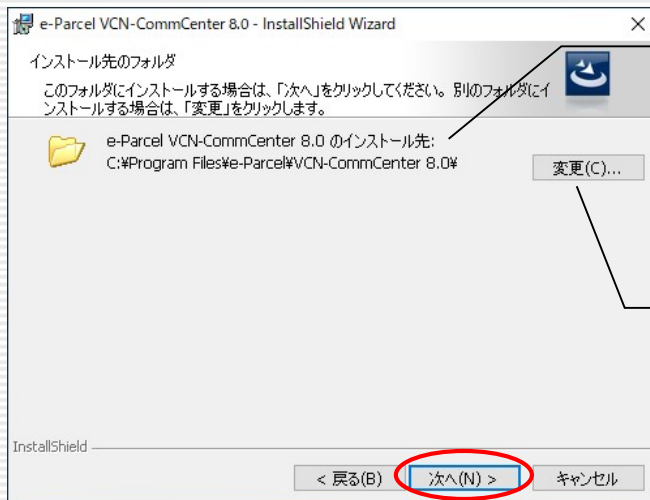 e-Parcel VCN-CommCenter 8.0 - InstallShield Wizard
インストール先のフォルダ
このフォルダにインストールする場合は、「次へ」をクリックしてください。別のフォルダにイ
ンストールする場合は、「変更」をクリックします。
e-Parcel VCN-CommCenter 8.0 のインストール先:
C:¥Program Files¥e-Parcel¥VCN-CommCenter 8.0¥
変更(C)...
InstallShield
< 戻る(B)
次へ(N) >
キャンセル